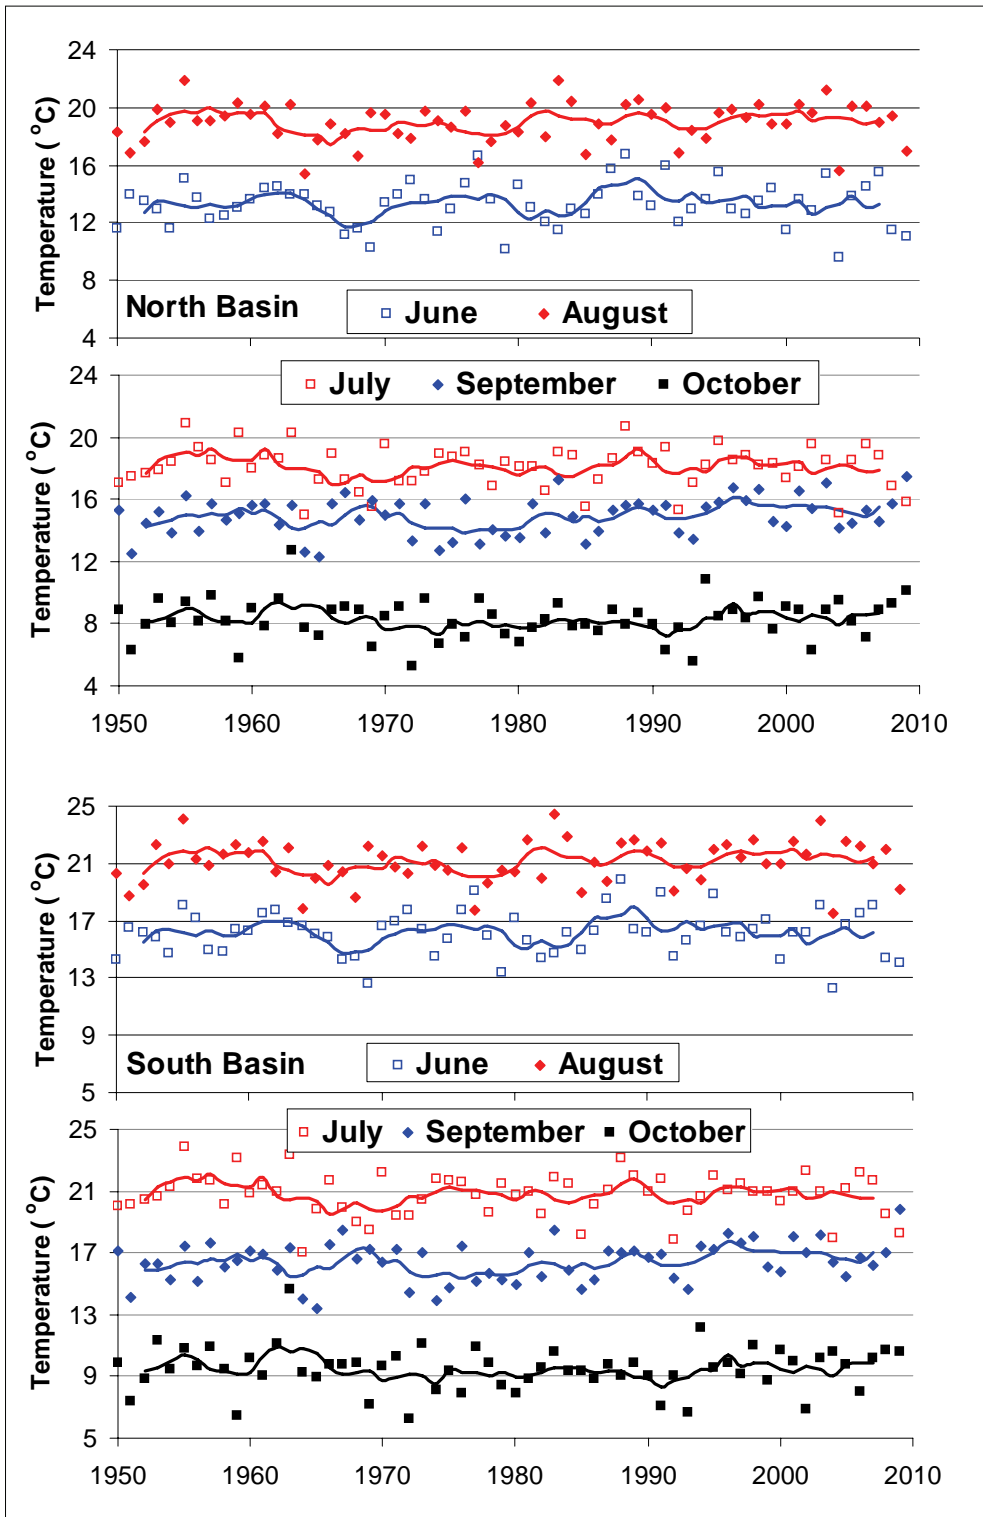 24
20
16
12
8
4
Temperature ( °C)
North Basin
June August
24
20
16
12
8
4
Temperature ( °C)
July September October
1950 1960 1970 1980 1990 2000 2010
25
21
17
13
9
5
Temperature ( °C)
South Basin
June August
25
21
17
13
9
5
Temperature ( °C)
July September October
1950 1960 1970 1980 1990 2000 2010